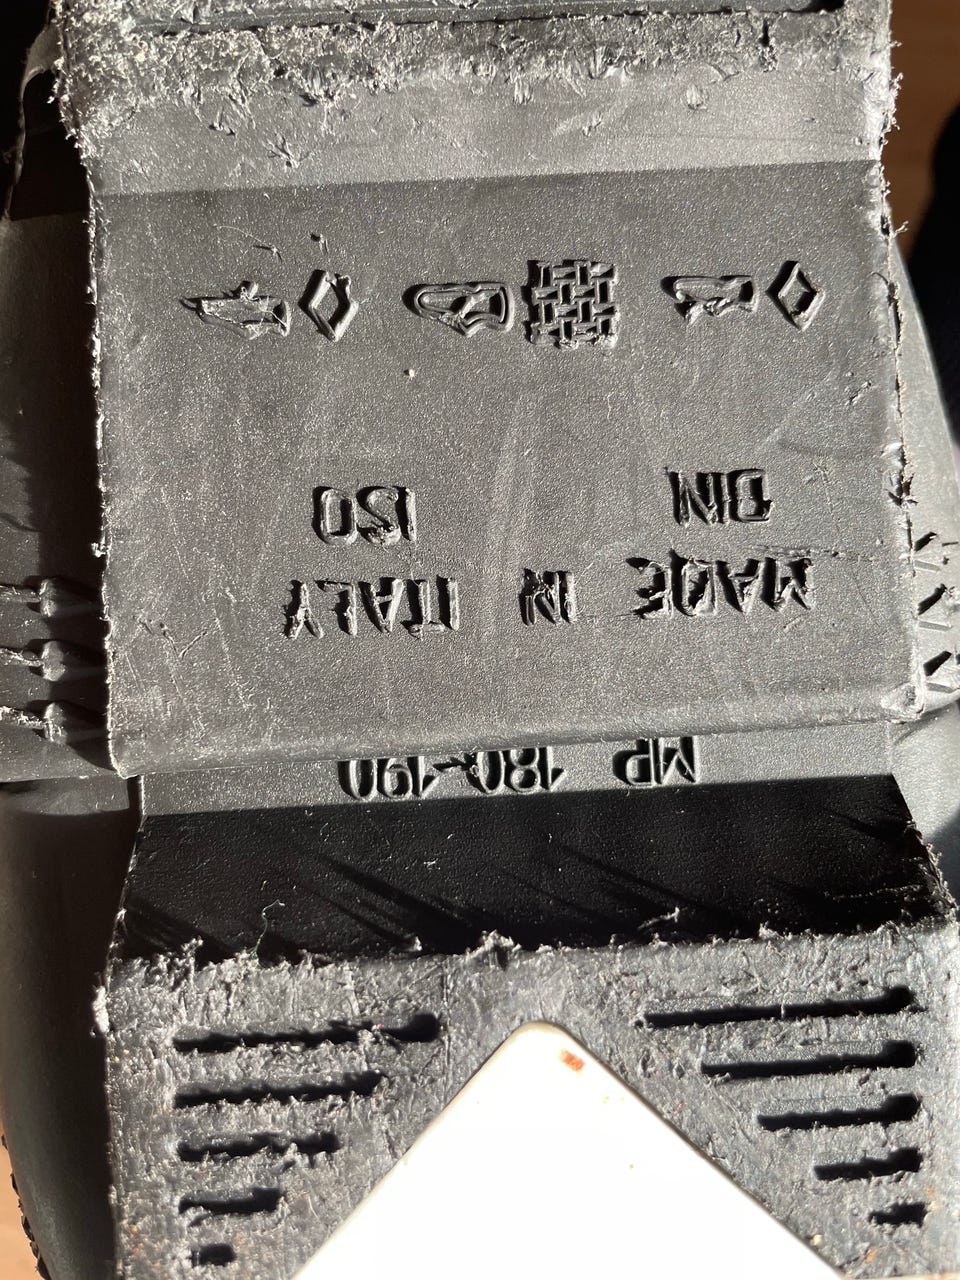 MP 180-190
MADE IN ITALY
DIN ISO